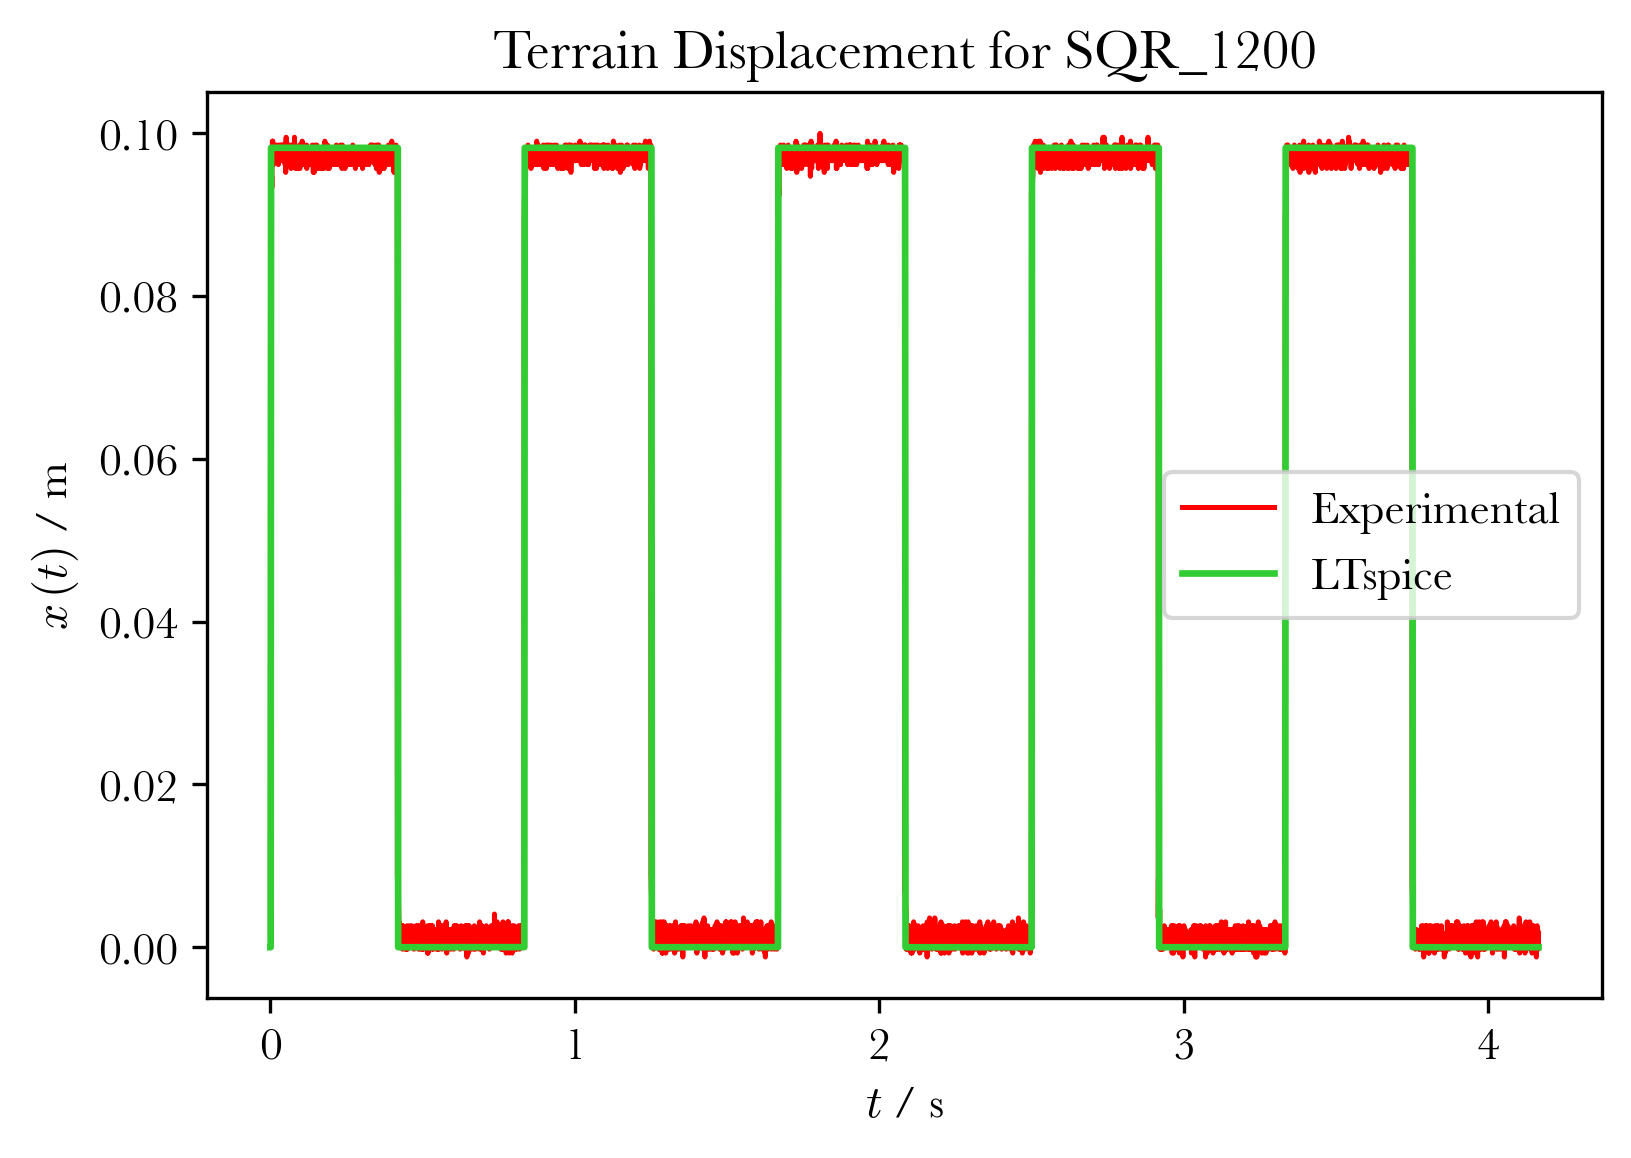 Terrain Displacement for SQR_1200
0.10
0.08
0.06
0.04
0.02
0.00
x (t) / m
Experimental
LTspice
0 1 2 3 4
t / s